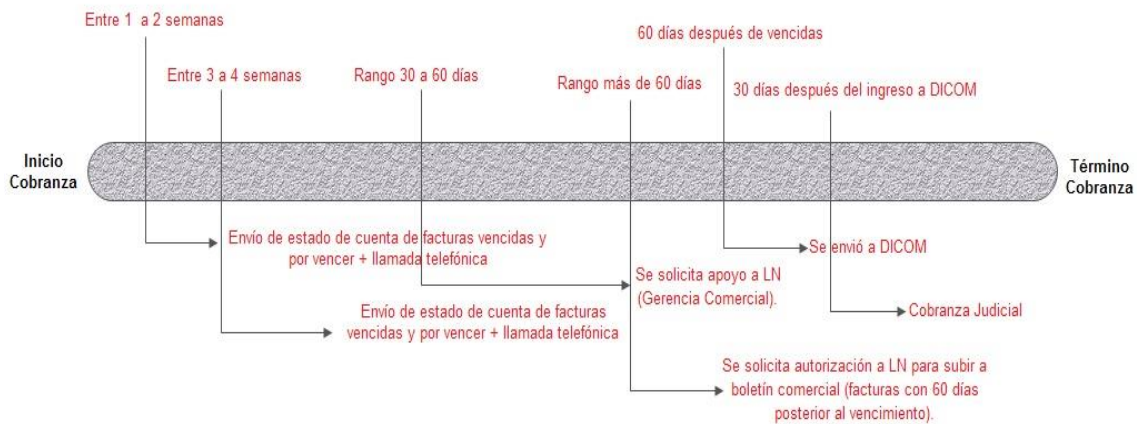 Entre 1 a 2 semanas
60 días después de vencidas
Entre 3 a 4 semanas
Rango 30 a 60 días
Rango más de 60 días
30 días después del ingreso a DICOM
Inicio
Cobranza
Término
Cobranza
Envío de estado de cuenta de facturas vencidas y
por vencer + llamada telefónica
Se envió a DICOM
Se solicita apoyo a LN
(Gerencia Comercial).
Envío de estado de cuenta de facturas
vencidas y por vencer + llamada telefónica
Cobranza Judicial
Se solicita autorización a LN para subir a
boletín comercial (facturas con 60 días
posterior al vencimiento).